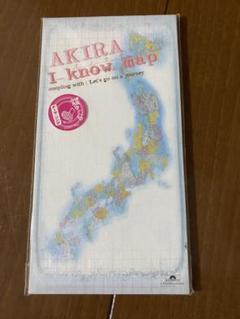 AKIRA
I know map
coupling with : Let's go on a journey